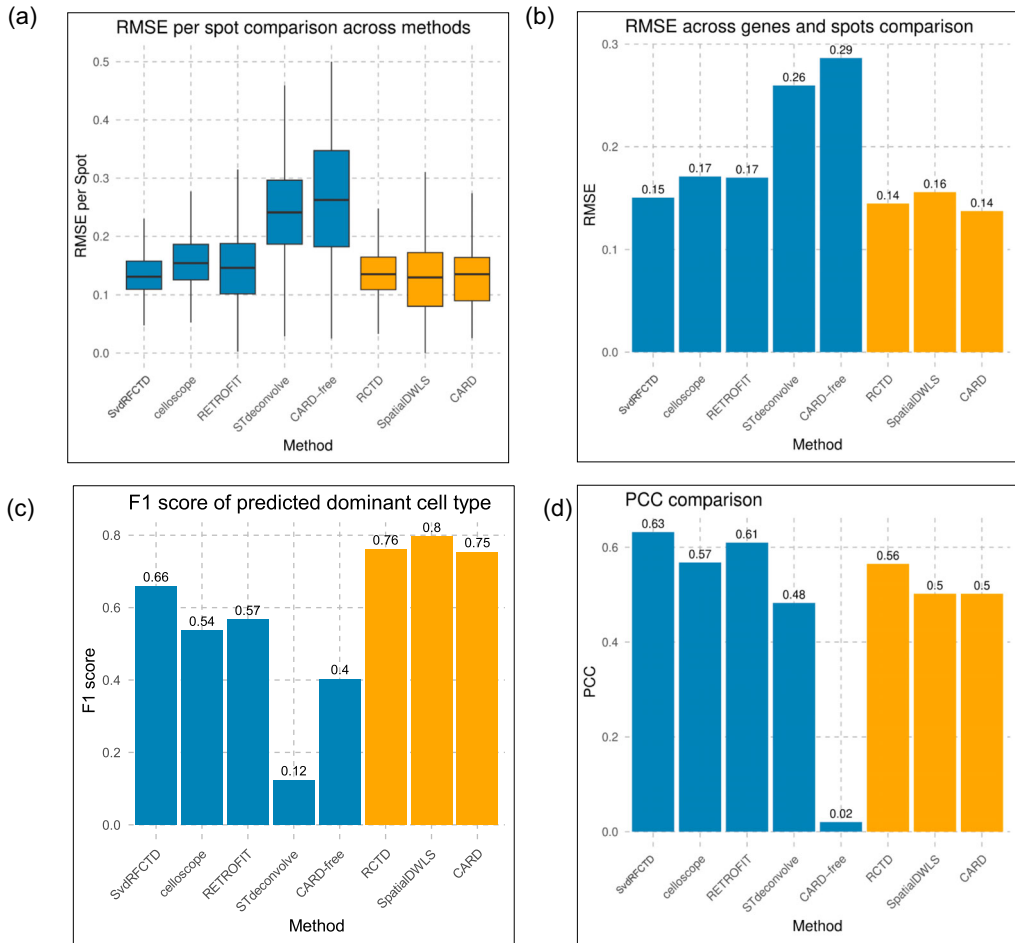 (a)
RMSE per spot comparison across methods
RMSE per Spot
0.5
0.4
0.3
0.2
0.1
0.0
SvdRFCTD
celloscope
RETROFIT
STdeconvolve
CARD-free
RCTD
SpatialDWLS
CARD
Method
(b)
RMSE across genes and spots comparison
RMSE
0.3
0.2
0.1
0.0
0.15
0.17
0.17
0.26
0.29
0.14
0.16
0.14
SvdRFCTD
celloscope
RETROFIT
STdeconvolve
CARD-free
RCTD
SpatialDWLS
CARD
Method
(c)
F1 score of predicted dominant cell type
F1 score
0.8
0.6
0.4
0.2
0.0
0.66
0.54
0.57
0.12
0.4
0.76
0.8
0.75
SvdRFCTD
celloscope
RETROFIT
STdeconvolve
CARD-free
RCTD
SpatialDWLS
CARD
Method
(d)
PCC comparison
PCC
0.6
0.4
0.2
0.0
0.63
0.57
0.61
0.48
0.02
0.56
0.5
0.5
SvdRFCTD
celloscope
RETROFIT
STdeconvolve
CARD-free
RCTD
SpatialDWLS
CARD
Method